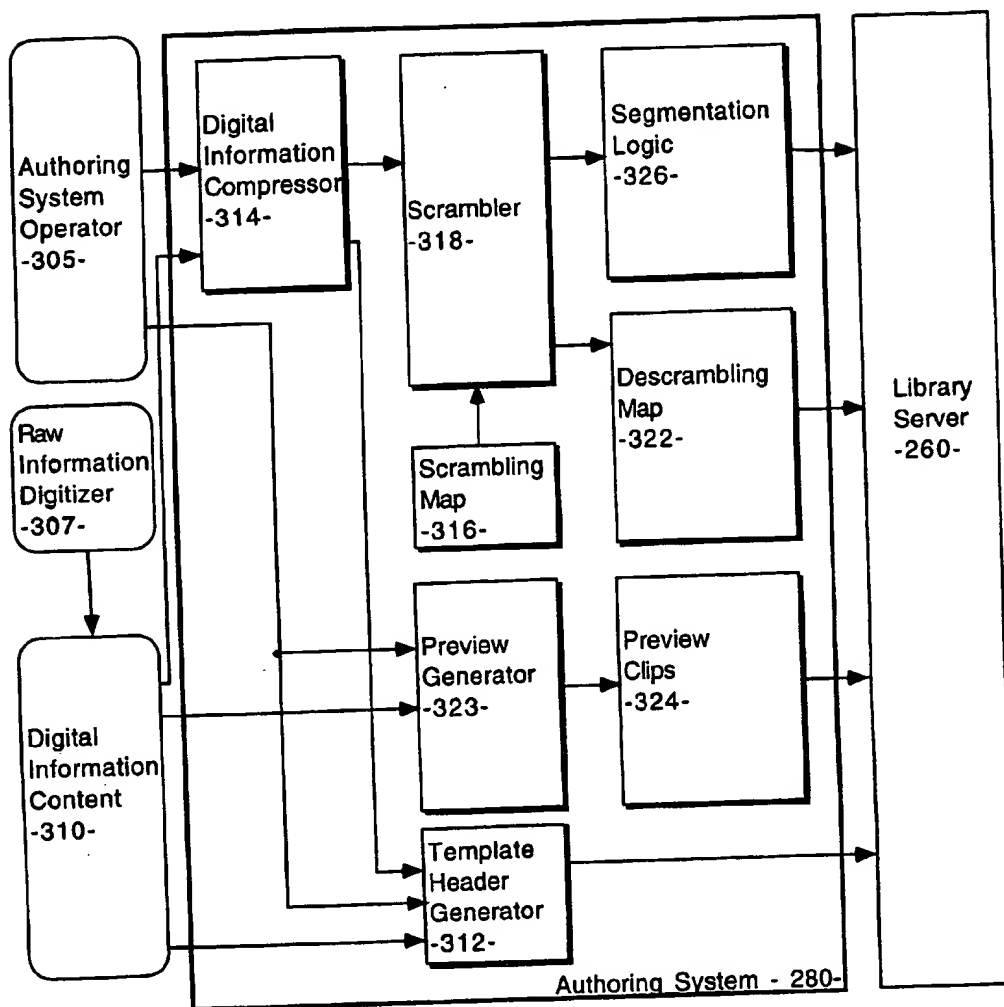 Authoring
System
Operator
-305-
Digital
Information
Compressor
-314-
Scrambler
-318-
Segmentation
Logic
-326-
Raw
Information
Digitizer
-307-
Scrambling
Map
-316-
Descrambling
Map
-322-
Library
Server
-260-
Digital
Information
Content
-310-
Preview
Generator
-323-
Preview
Clips
-324-
Template
Header
Generator
-312-
Authoring System - 280-